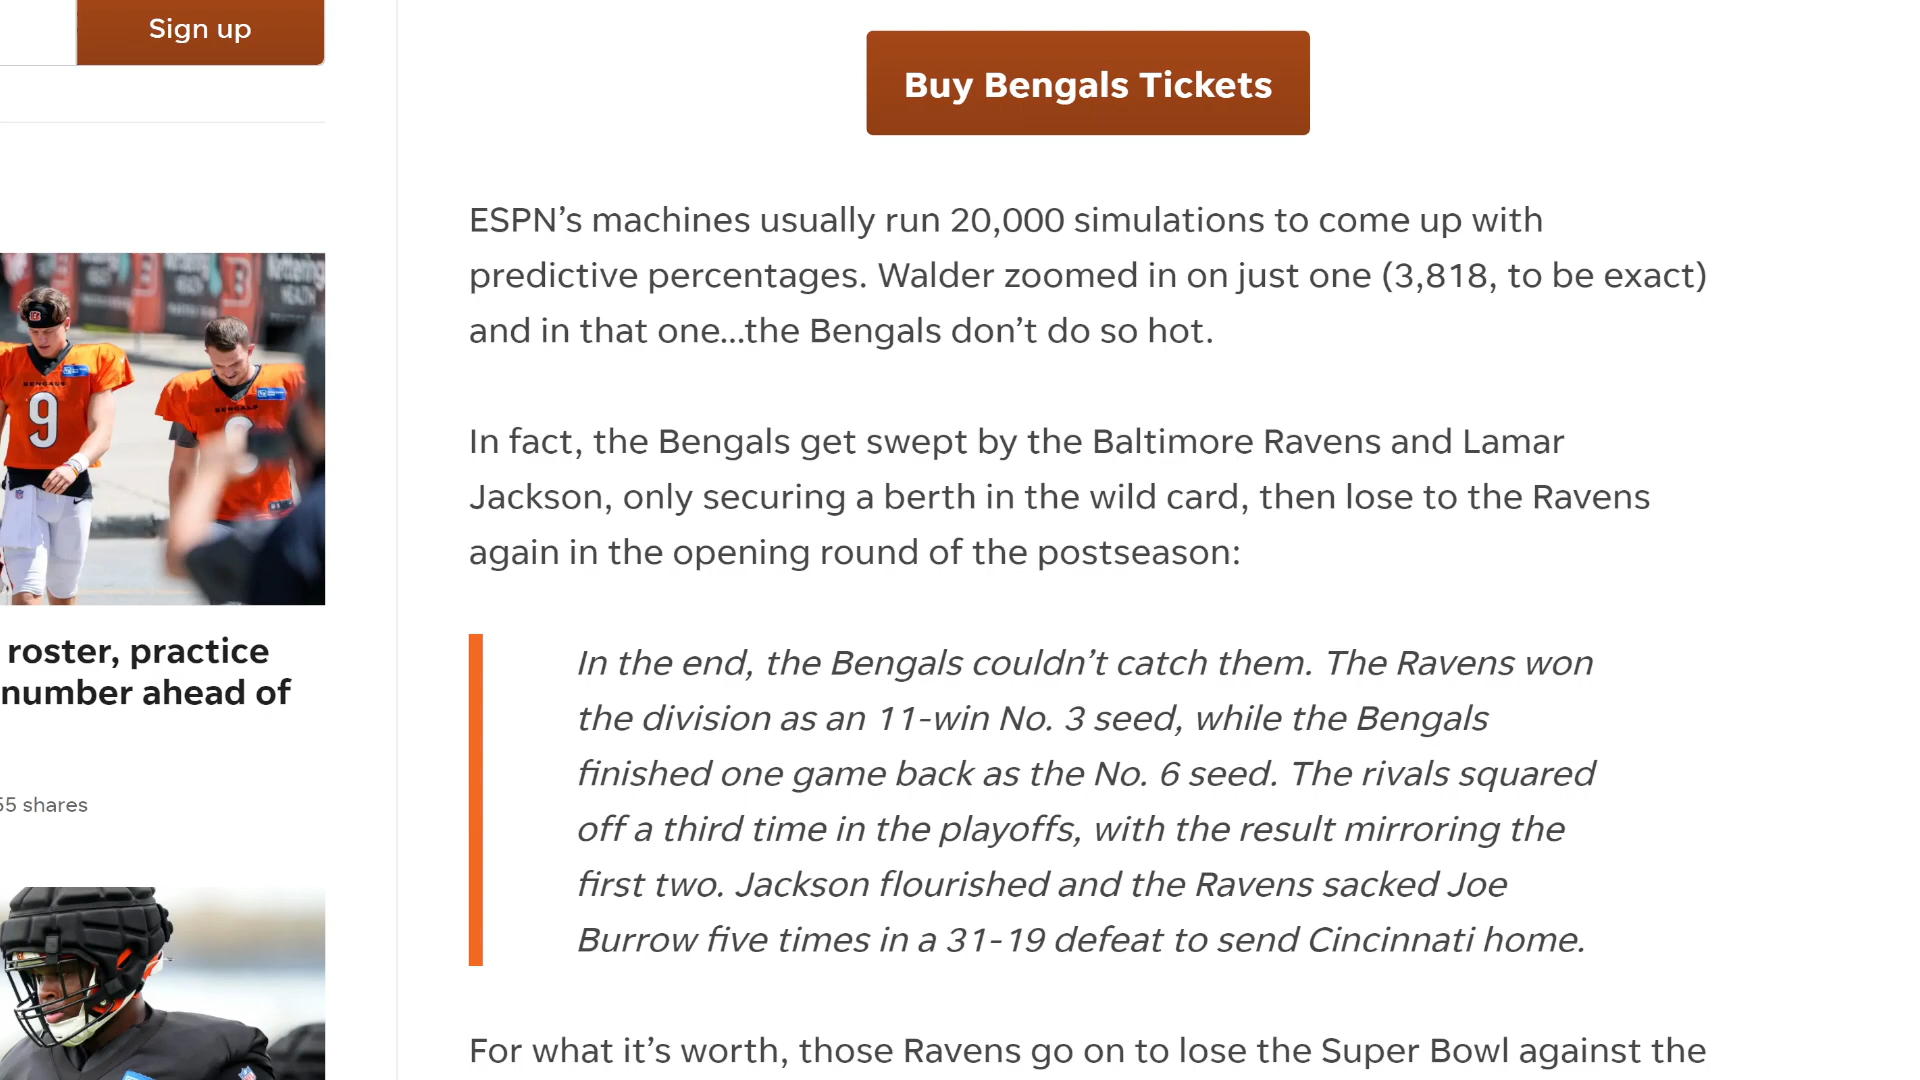 Sign up
Buy Bengals Tickets
ESPN’s machines usually run 20,000 simulations to come up with
predictive percentages. Walder zoomed in on just one (3,818, to be exact)
and in that one...the Bengals don’t do so hot.
In fact, the Bengals get swept by the Baltimore Ravens and Lamar
Jackson, only securing a berth in the wild card, then lose to the Ravens
again in the opening round of the postseason:
In the end, the Bengals couldn’t catch them. The Ravens won
the division as an 11-win No. 3 seed, while the Bengals
finished one game back as the No. 6 seed. The rivals squared
off a third time in the playoffs, with the result mirroring the
first two. Jackson flourished and the Ravens sacked Joe
Burrow five times in a 31-19 defeat to send Cincinnati home.
For what it’s worth, those Ravens go on to lose the Super Bowl against the
BENGALS
9
BENGALS
roster, practice
number ahead of
55 shares